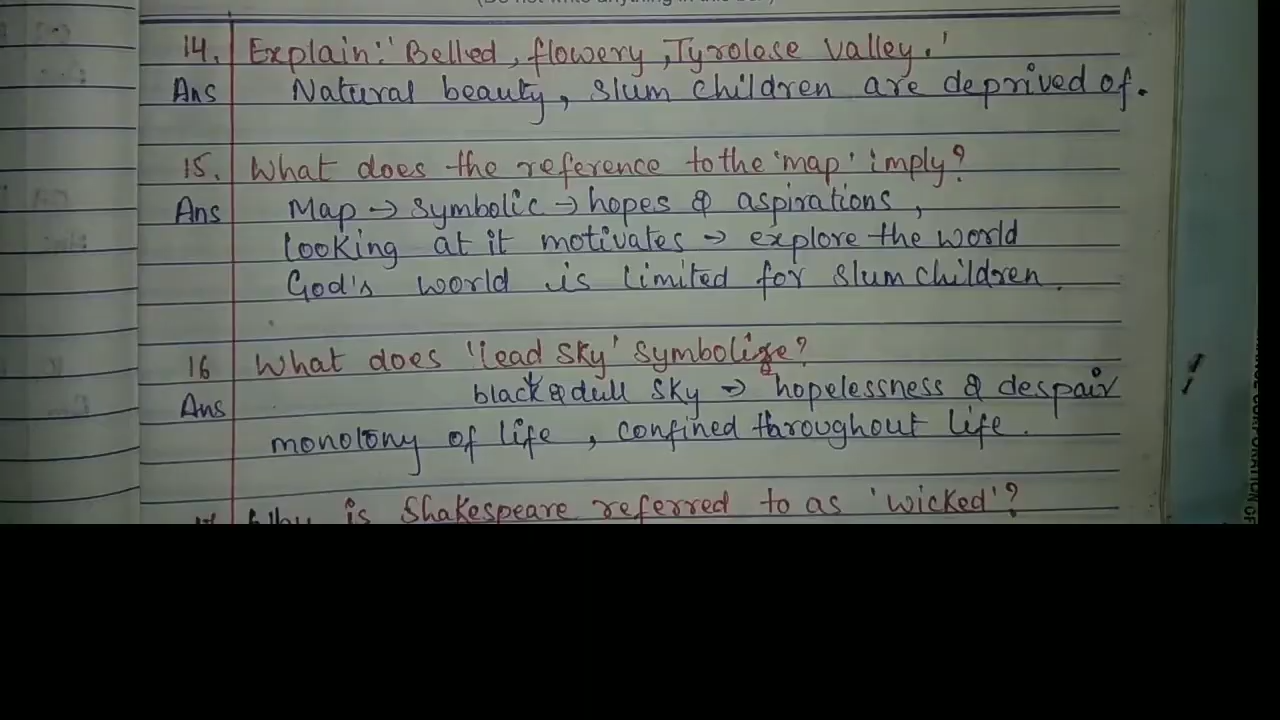 14. Explain: 'Belled, flowery, Tyrolese valley.'
Ans Natural beauty, slum children are deprived of.
15. What does the reference to the 'map' imply?
Ans Map → symbolic → hopes & aspirations,
looking at it motivates → explore the world
God's world is limited for slum children.
16 What does 'lead sky' symbolize?
black & dull sky → hopelessness & despair
Ans
monotony of life, confined throughout life.
is Shakespeare referred to as 'wicked'?